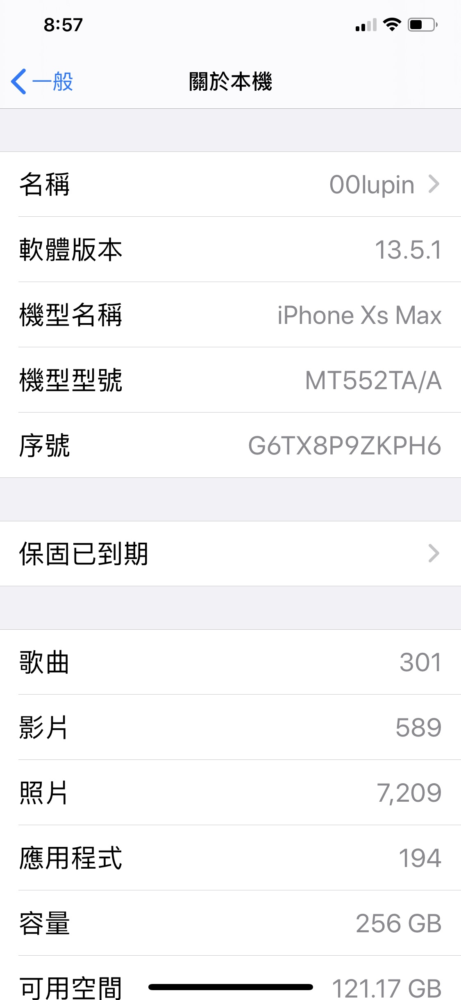 8:57
一般
關於本機
名稱 00lupin
軟體版本 13.5.1
機型名稱 iPhone Xs Max
機型型號 MT552TA/A
序號 G6TX8P9ZKPH6
保固已到期
歌曲 301
影片 589
照片 7,209
應用程式 194
容量 256 GB
可用空間 121.17 GB